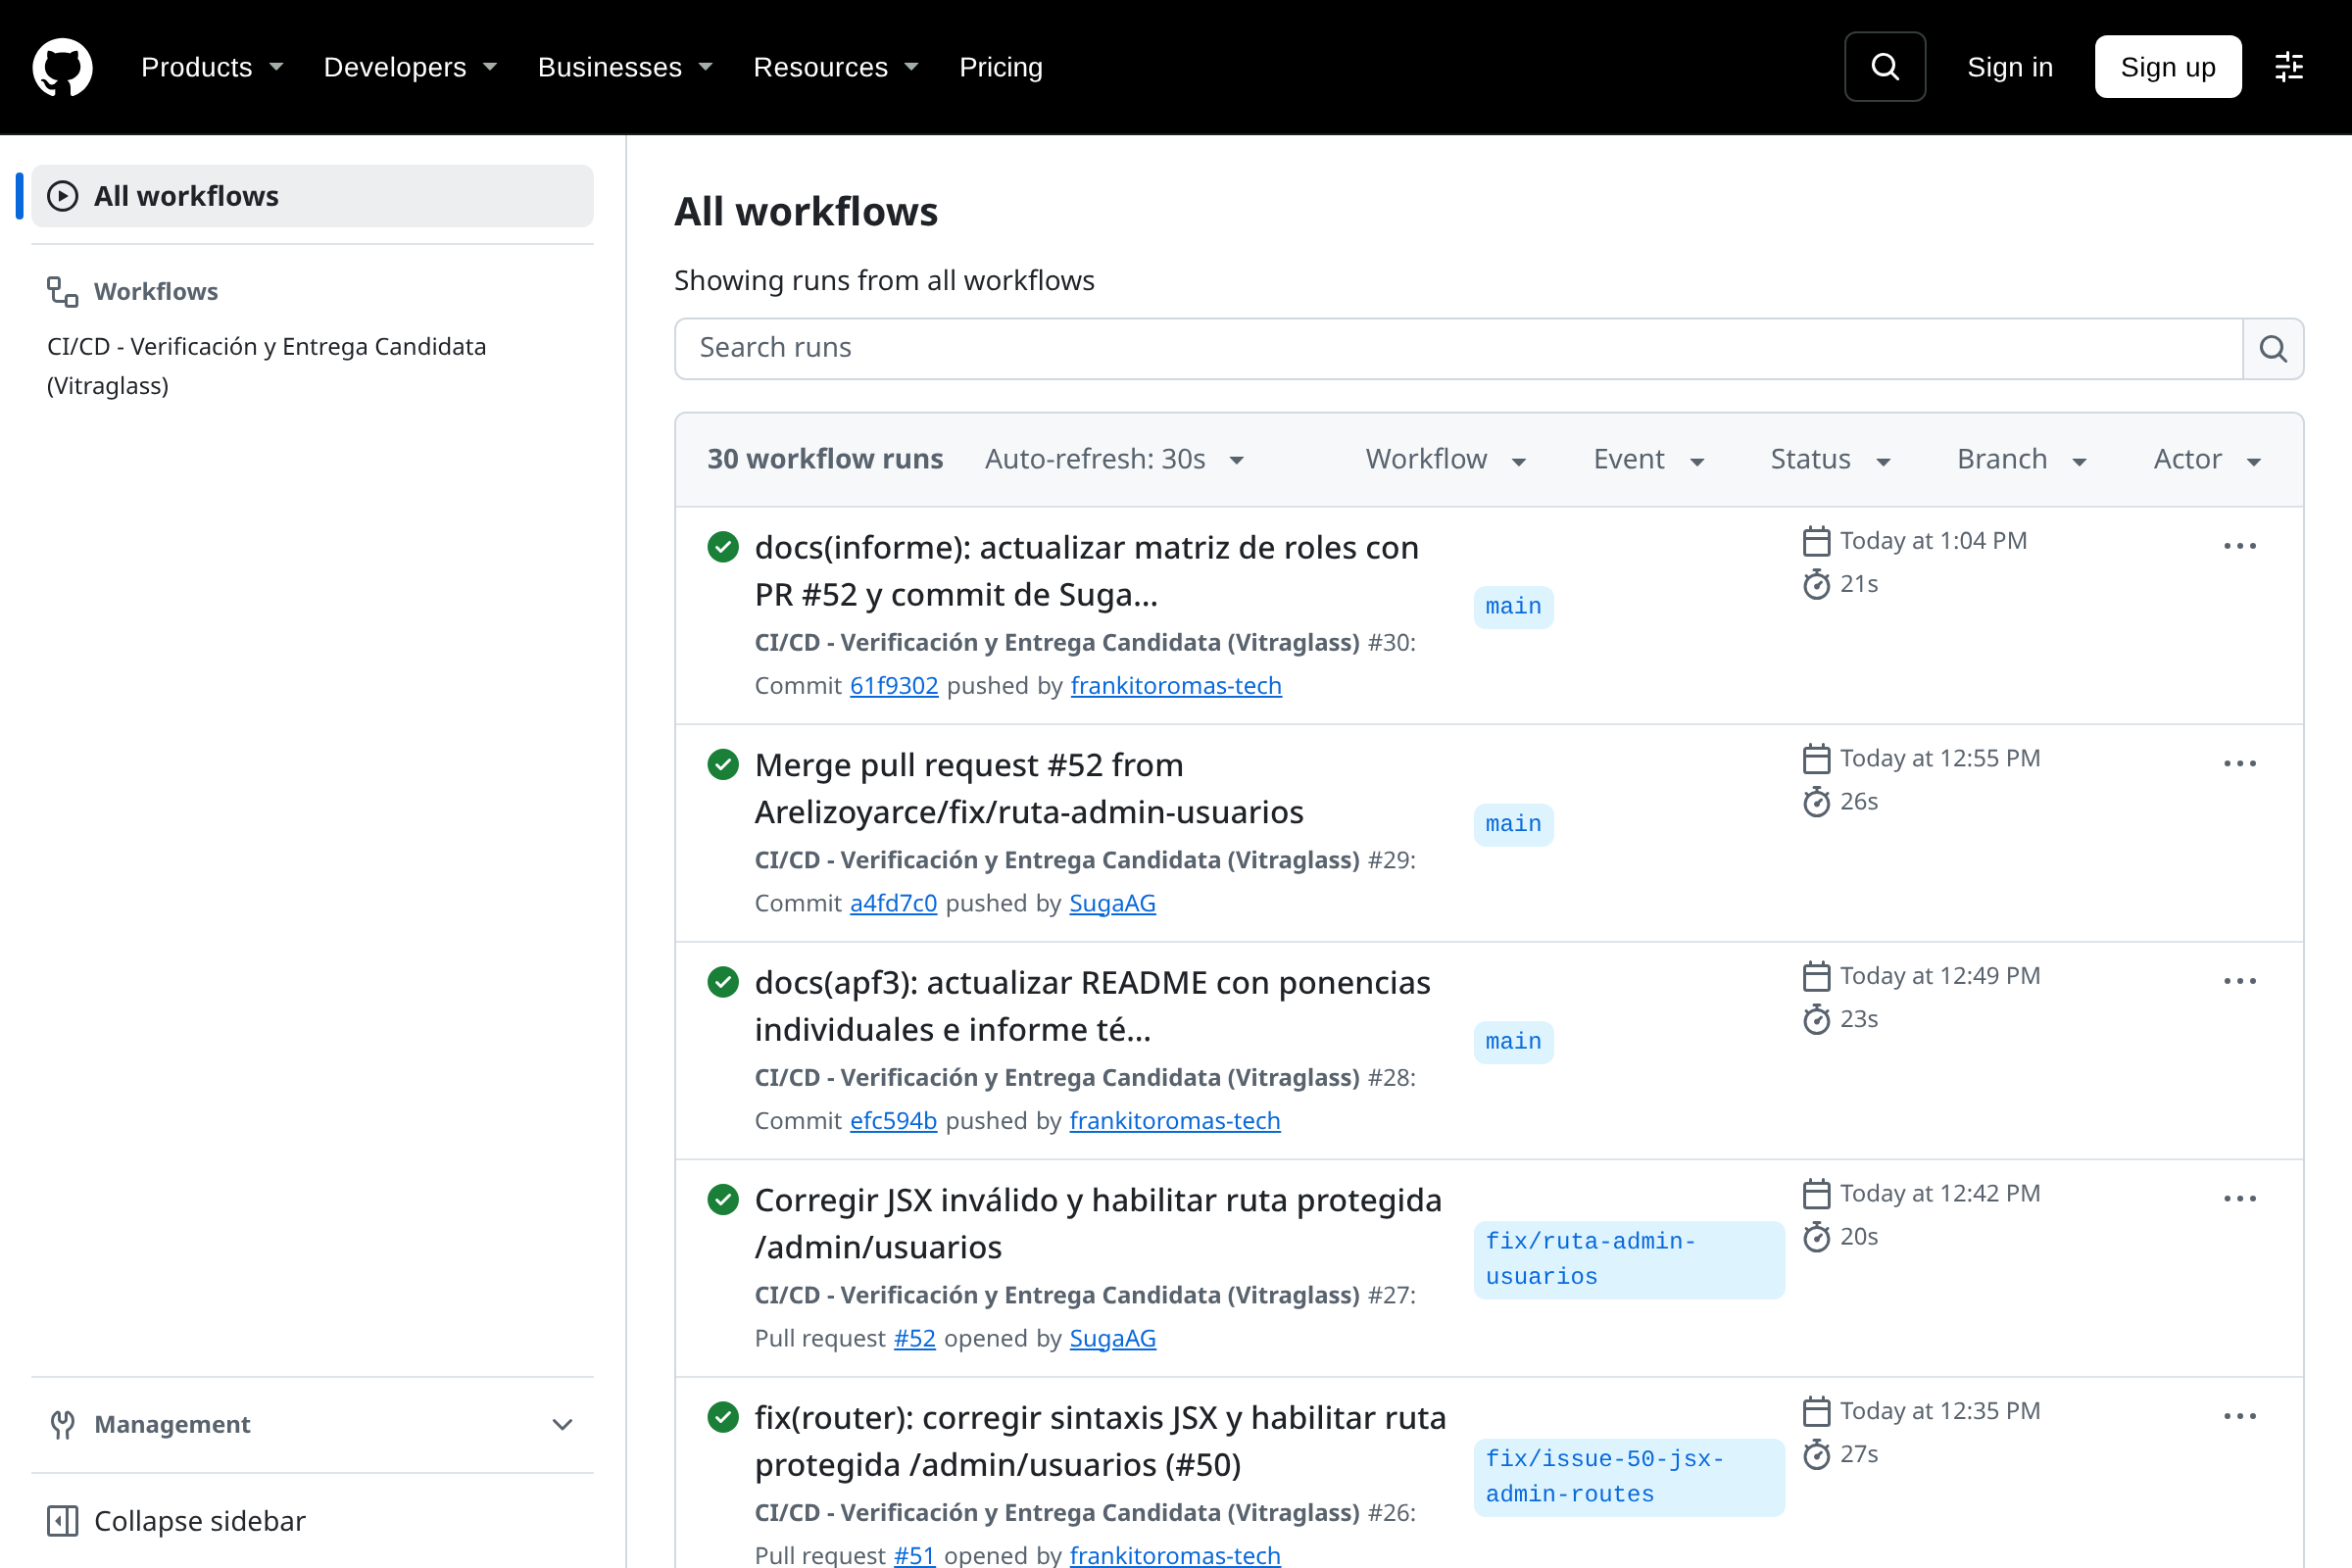 Products Developers Businesses Resources Pricing Sign in Sign up
All workflows
Workflows
CI/CD - Verificación y Entrega Candidata
(Vitraglass)
Management
Collapse sidebar
All workflows
Showing runs from all workflows
Search runs
30 workflow runs Auto-refresh: 30s Workflow Event Status Branch Actor
docs(informe): actualizar matriz de roles con
PR #52 y commit de Suga...
CI/CD - Verificación y Entrega Candidata (Vitraglass) #30:
Commit 61f9302 pushed by frankitoromas-tech
main
Today at 1:04 PM
21s
Merge pull request #52 from
Arelizoyarce/fix/ruta-admin-usuarios
CI/CD - Verificación y Entrega Candidata (Vitraglass) #29:
Commit a4fd7c0 pushed by SugaAG
main
Today at 12:55 PM
26s
docs(apf3): actualizar README con ponencias
individuales e informe té...
CI/CD - Verificación y Entrega Candidata (Vitraglass) #28:
Commit efc594b pushed by frankitoromas-tech
main
Today at 12:49 PM
23s
Corregir JSX inválido y habilitar ruta protegida
/admin/usuarios
CI/CD - Verificación y Entrega Candidata (Vitraglass) #27:
Pull request #52 opened by SugaAG
fix/ruta-admin-
usuarios
Today at 12:42 PM
20s
fix(router): corregir sintaxis JSX y habilitar ruta
protegida /admin/usuarios (#50)
CI/CD - Verificación y Entrega Candidata (Vitraglass) #26:
Pull request #51 opened by frankitoromas-tech
fix/issue-50-jsx-
admin-routes
Today at 12:35 PM
27s